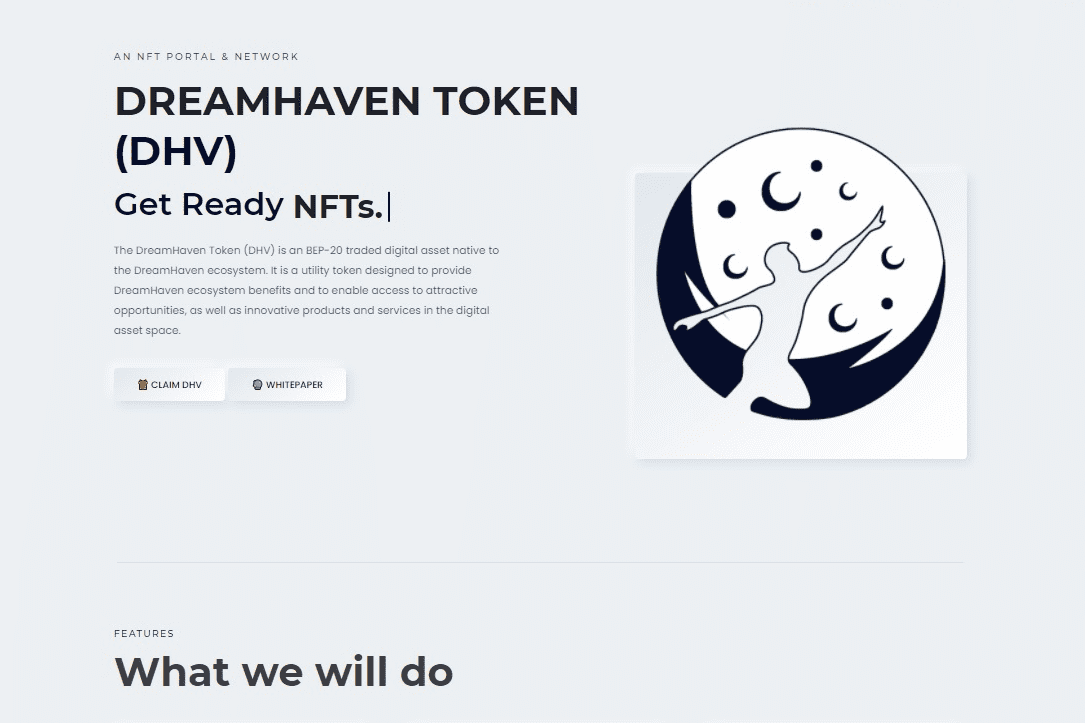 AN NFT PORTAL & NETWORK
DREAMHAVEN TOKEN
(DHV)
Get Ready NFTs.
The DreamHaven Token (DHV) is an BEP-20 traded digital asset native to
the DreamHaven ecosystem. It is a utility token designed to provide
DreamHaven ecosystem benefits and to enable access to attractive
opportunities, as well as innovative products and services in the digital
asset space.
CLAIM DHV
WHITEPAPER
FEATURES
What we will do